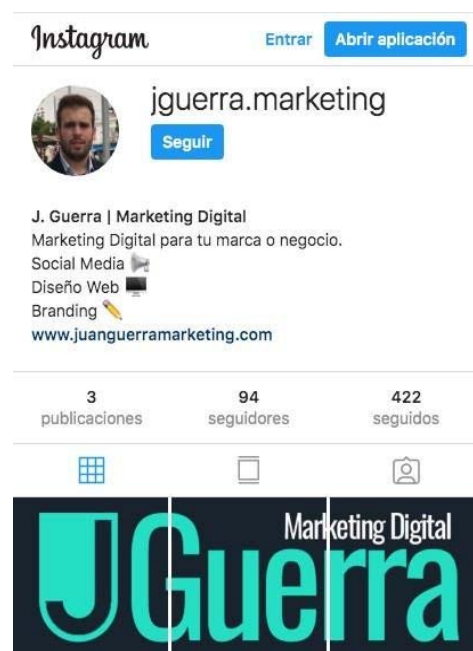 Instagram
Entrar
Abrir aplicación
jguerra.marketing
Seguir
J. Guerra | Marketing Digital
Marketing Digital para tu marca o negocio.
Social Media 📢
Diseño Web 🖥️
Branding ✏️
www.juanguerramarketing.com
3 94 422
publicaciones seguidores seguidos
Marketing Digital
JGuerra